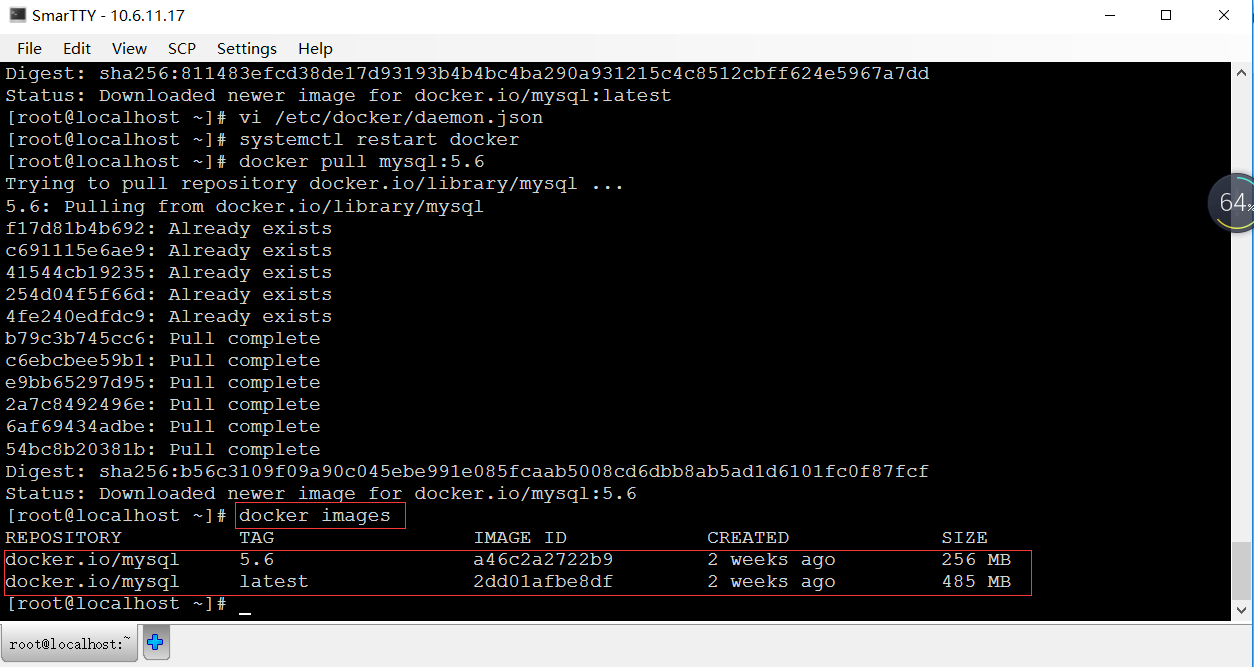 SmarTTY - 10.6.11.17
File Edit View SCP Settings Help
Digest: sha256:811483efcd38de17d93193b4b4bc4ba290a931215c4c8512cbff624e5967a7dd
Status: Downloaded newer image for docker.io/mysql:latest
[root@localhost ~]# vi /etc/docker/daemon.json
[root@localhost ~]# systemctl restart docker
[root@localhost ~]# docker pull mysql:5.6
Trying to pull repository docker.io/library/mysql ...
5.6: Pulling from docker.io/library/mysql
f17d81b4b692: Already exists
c691115e6ae9: Already exists
41544cb19235: Already exists
254d04f5f66d: Already exists
4fe240edfdc9: Already exists
b79c3b745cc6: Pull complete
c6ebcbee59b1: Pull complete
e9bb65297d95: Pull complete
2a7c8492496e: Pull complete
6af69434adbe: Pull complete
54bc8b20381b: Pull complete
Digest: sha256:b56c3109f09a90c045ebe991e085fcaab5008cd6dbb8ab5ad1d6101fc0f87fcf
Status: Downloaded newer image for docker.io/mysql:5.6
[root@localhost ~]# docker images
REPOSITORY TAG IMAGE ID CREATED SIZE
docker.io/mysql 5.6 a46c2a2722b9 2 weeks ago 256 MB
docker.io/mysql latest 2dd01afbe8df 2 weeks ago 485 MB
[root@localhost ~]# _
64%
root@localhost:~